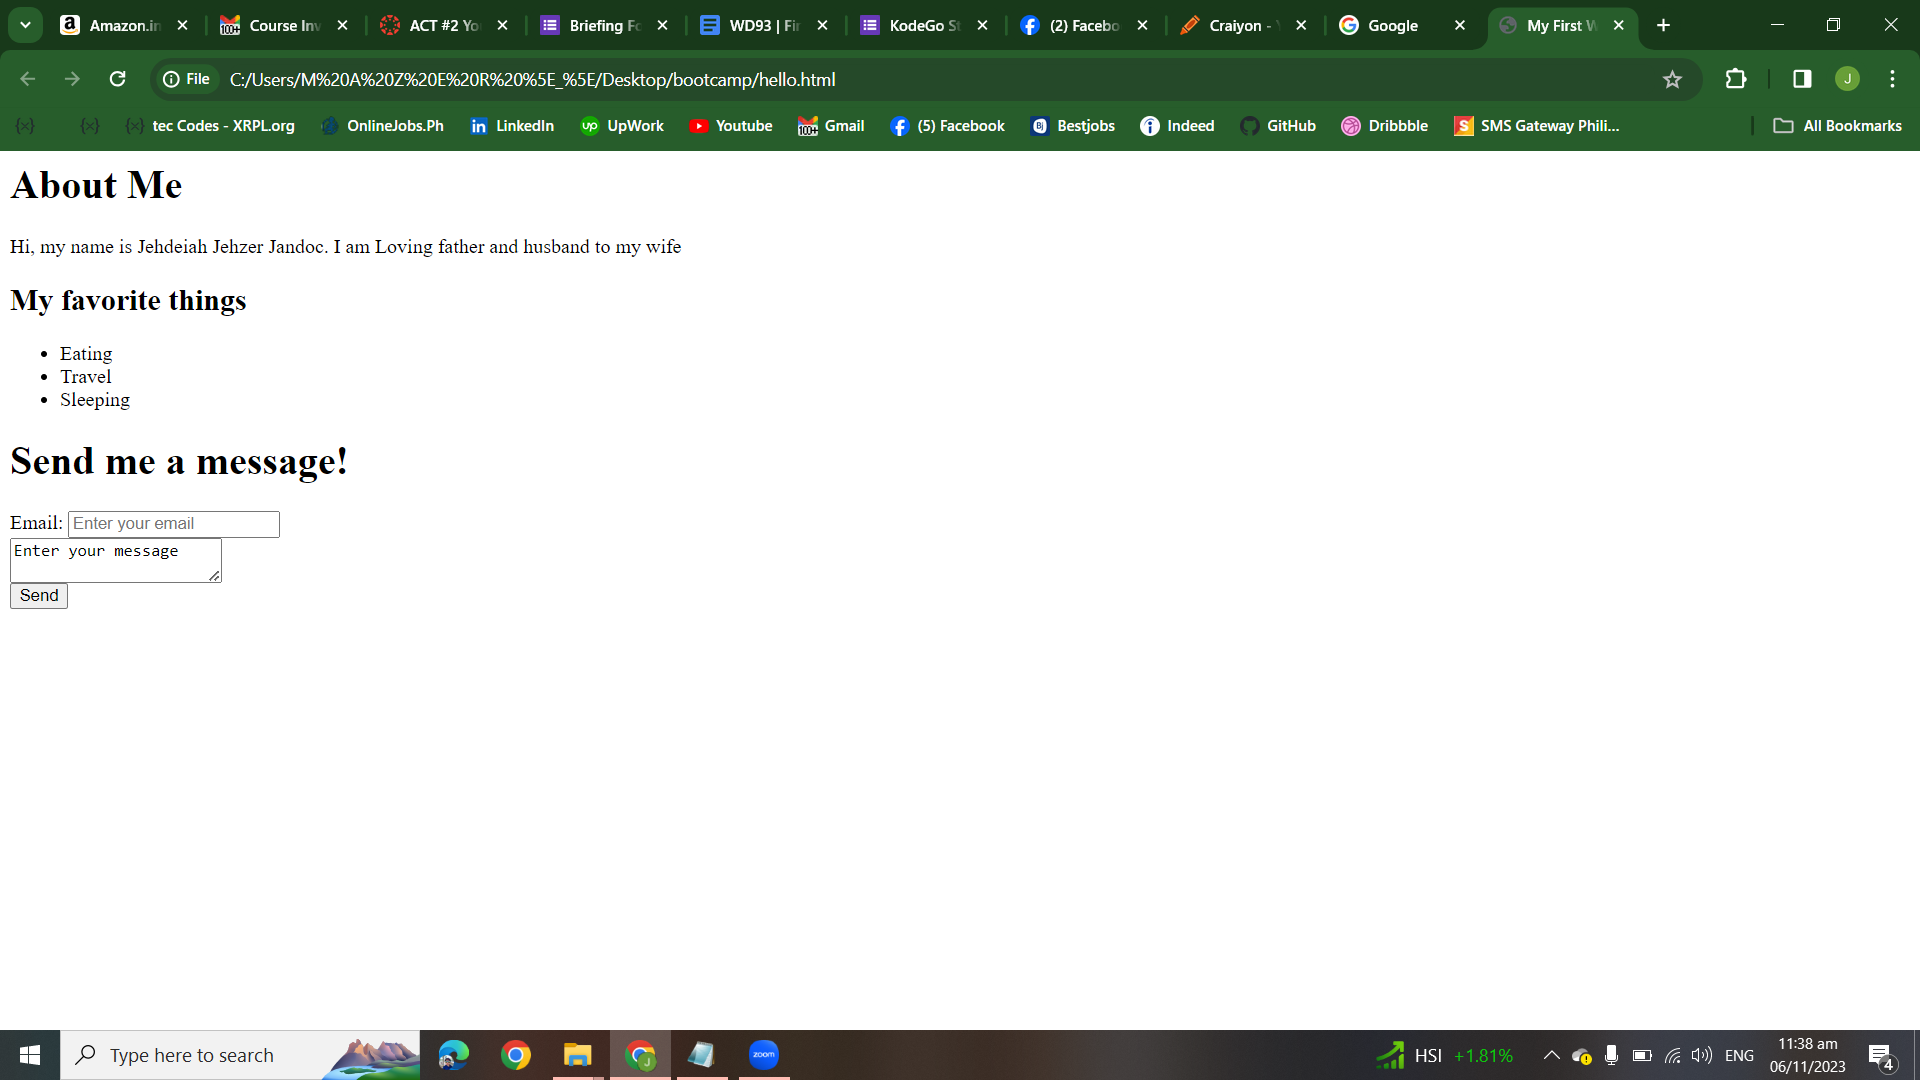 Amazon.in
Course Inv
ACT #2 Yo
Briefing Fo
WD93 | Fir
KodeGo St
(2) Facebo
Craiyon - Y
Google
My First W
File
C:/Users/M%20A%20Z%20E%20R%20%5E_%5E/Desktop/bootcamp/hello.html
J
{x}
{x}
{x} tec Codes - XRPL.org
OnlineJobs.Ph
in LinkedIn
up UpWork
Youtube
100+ Gmail
(5) Facebook
Bj Bestjobs
Indeed
GitHub
Dribbble
S SMS Gateway Phili...
All Bookmarks
About Me
Hi, my name is Jehdeiah Jehzer Jandoc. I am Loving father and husband to my wife
My favorite things
• Eating
• Travel
• Sleeping
Send me a message!
Email: Enter your email
Enter your message
Send
Type here to search
zoom
HSI +1.81%
ENG
11:38 am
06/11/2023
4